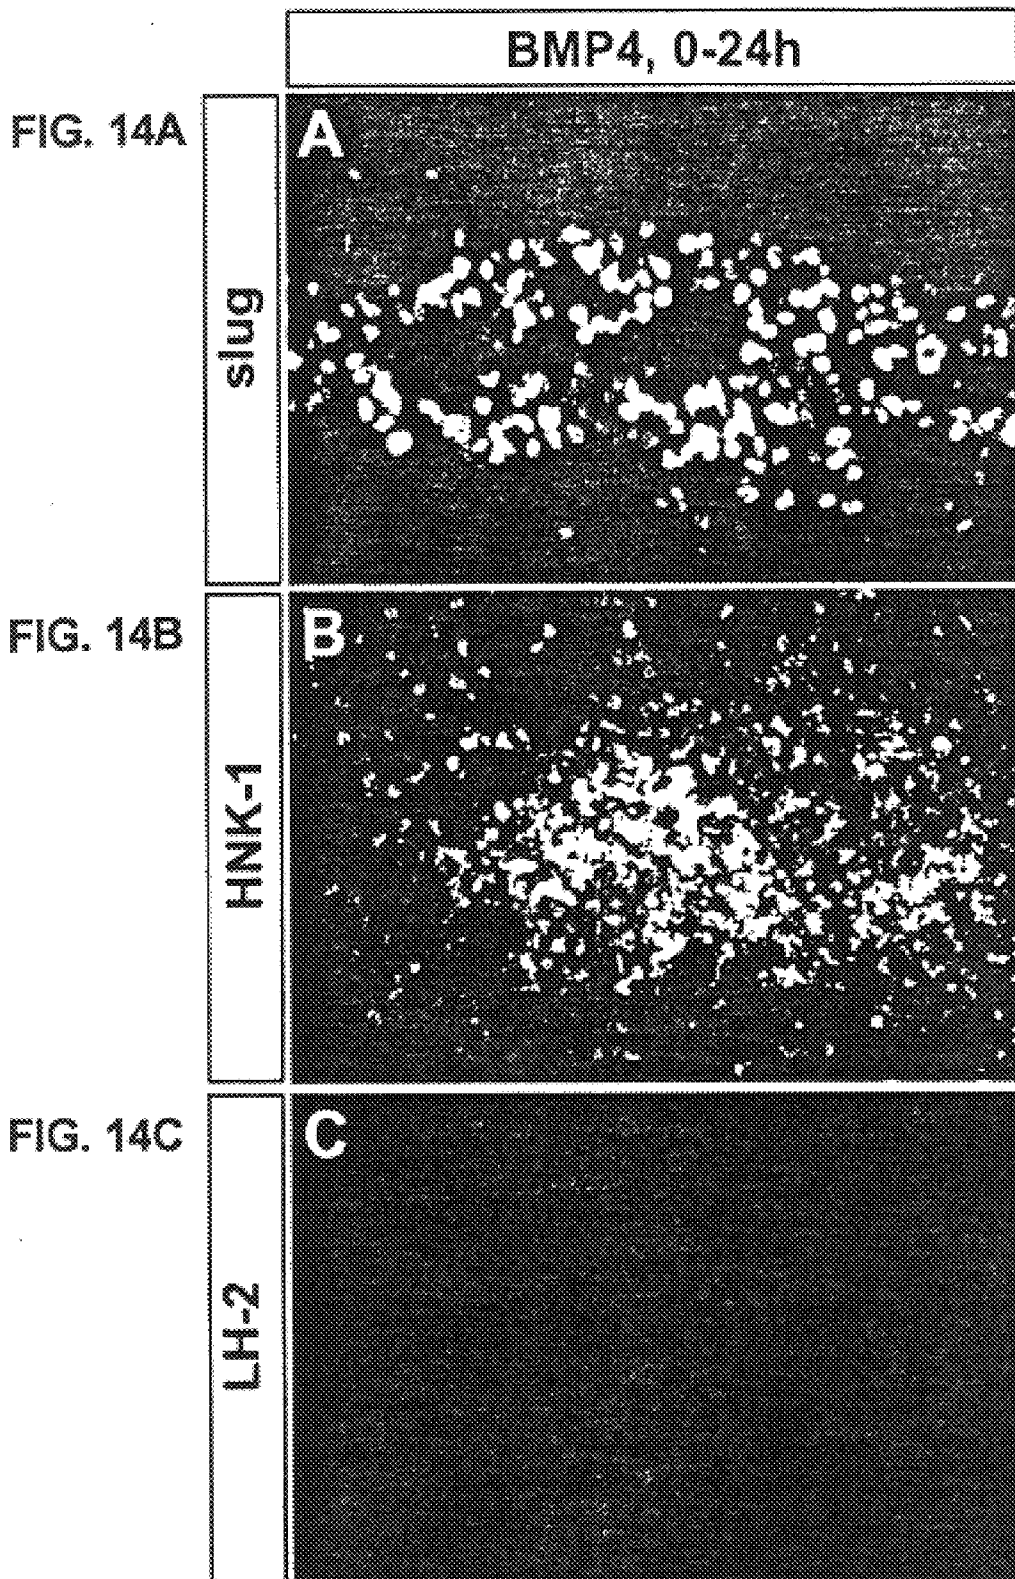 BMP4, 0-24h
FIG. 14A
slug
A
FIG. 14B
HNK-1
B
FIG. 14C
LH-2
C